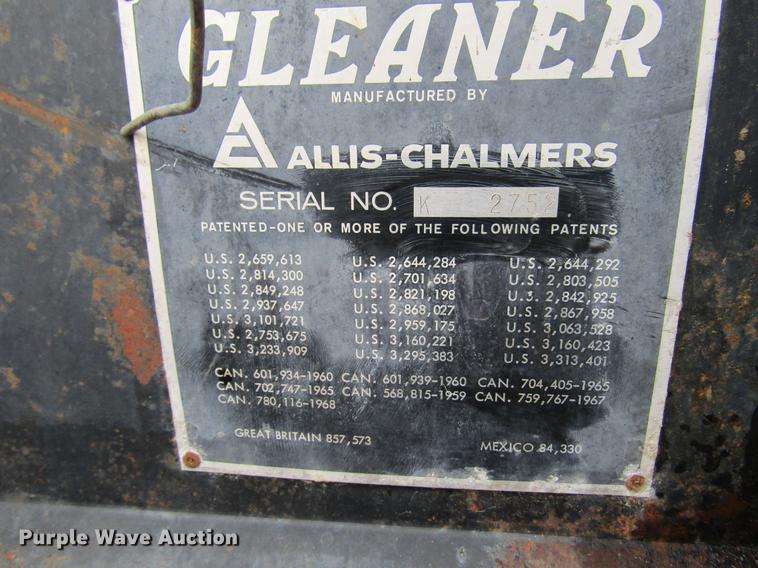 GLEANER
MANUFACTURED BY
ALLIS-CHALMERS
SERIAL NO. K 2752
PATENTED-ONE OR MORE OF THE FOLLOWING PATENTS
U.S. 2,659,613 U.S. 2,644,284 U.S. 2,644,292
U.S. 2,814,300 U.S. 2,701,634 U.S. 2,803,505
U.S. 2,849,248 U.S. 2,821,198 U.S. 2,842,925
U.S. 2,937,647 U.S. 2,868,027 U.S. 2,867,958
U.S. 3,101,721 U.S. 2,959,175 U.S. 3,063,528
U.S. 2,753,675 U.S. 3,160,221 U.S. 3,160,423
U.S. 3,233,909 U.S. 3,295,383 U.S. 3,313,401
CAN. 601,934-1960 CAN. 601,939-1960 CAN. 704,405-1965
CAN. 702,747-1965 CAN. 568,815-1959 CAN. 759,767-1967
CAN. 780,116-1968
GREAT BRITAIN 857,573 MEXICO 84,330
Purple Wave Auction